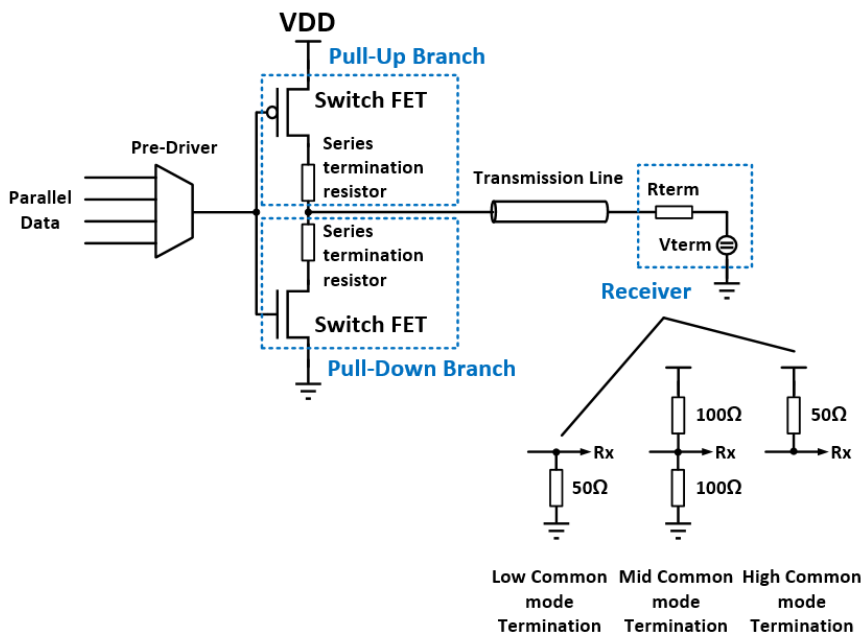 VDD
Pull-Up Branch
Switch FET
Pre-Driver
Series
termination
resistor
Parallel
Data
Transmission Line
Rterm
Vterm
Series
termination
resistor
Receiver
Switch FET
Pull-Down Branch
100Ω
50Ω
Rx
Rx
Rx
50Ω
100Ω
Low Common
mode
Termination
Mid Common
mode
Termination
High Common
mode
Termination